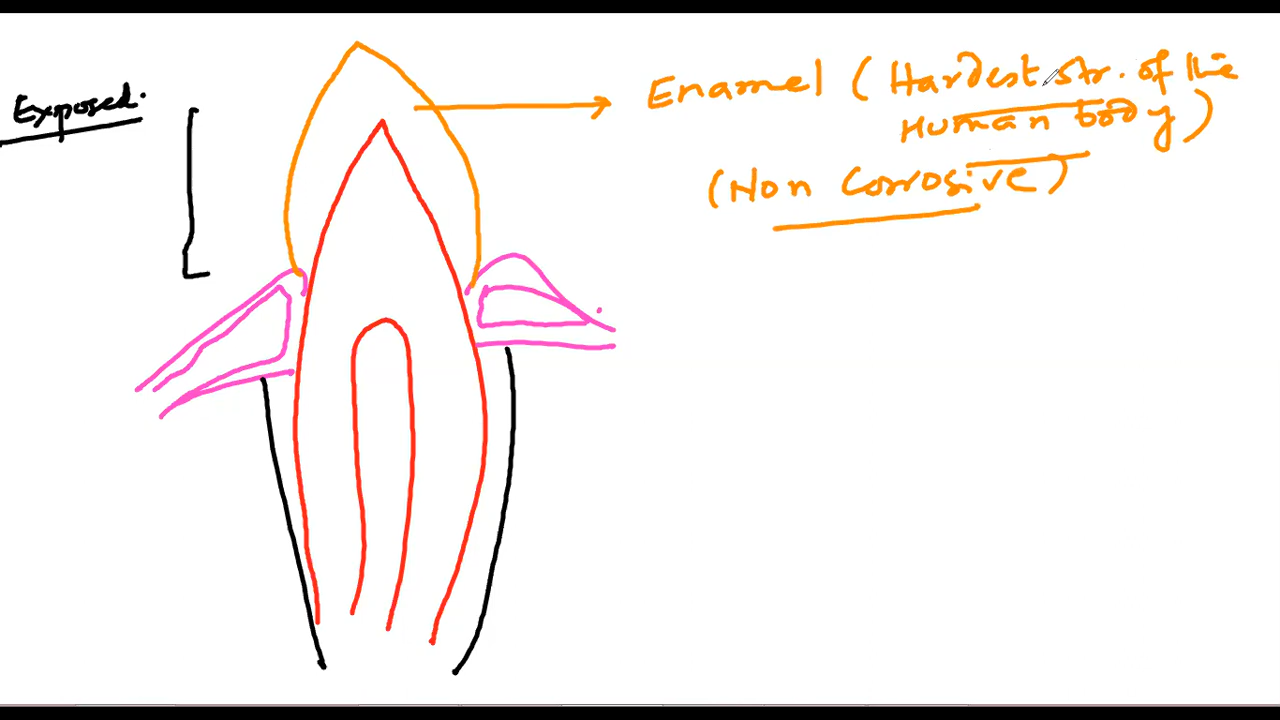 Exposed.
Enamel (Hardest str. of the
Human body)
(Non Corrosive)